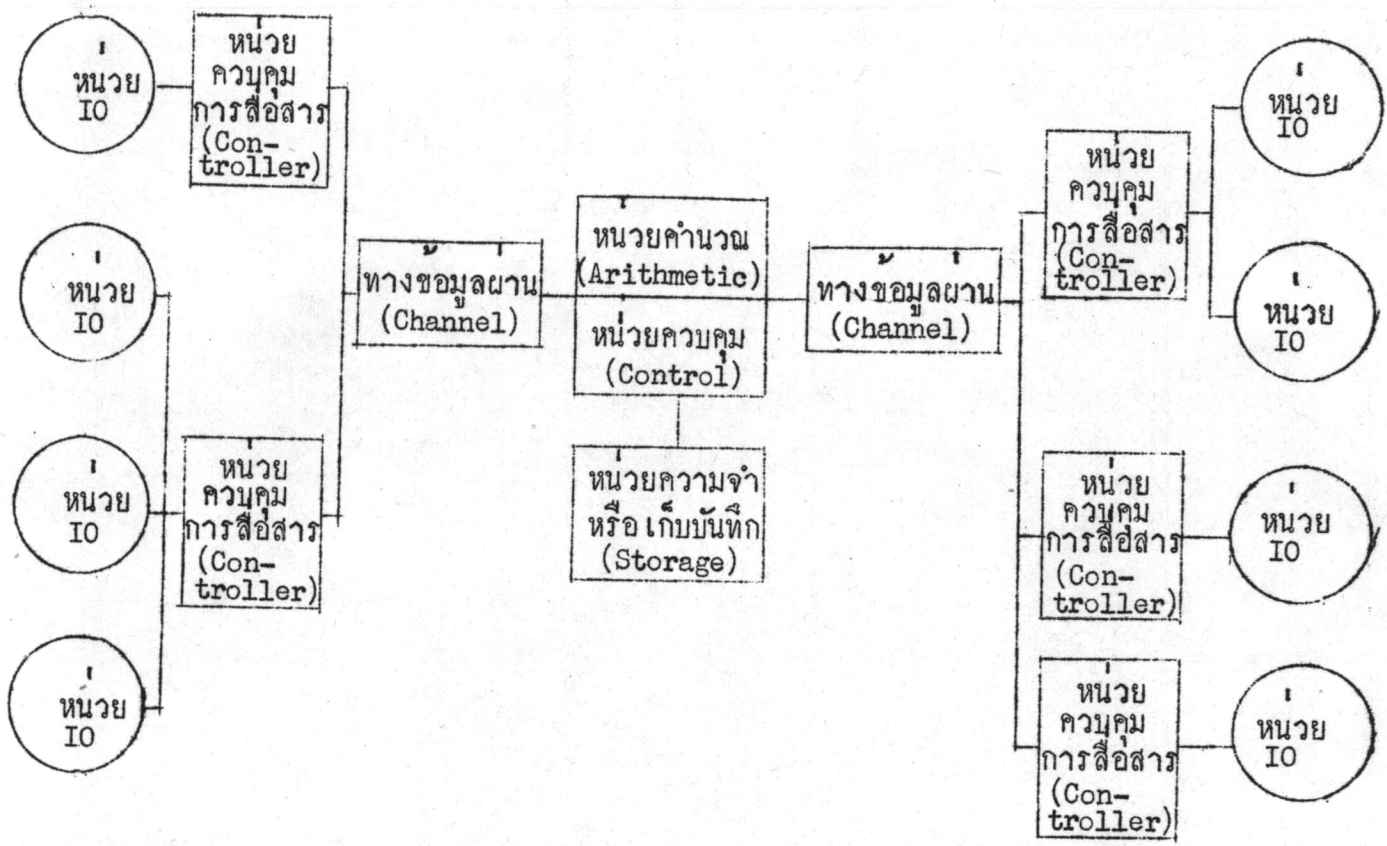 หน่วย
IO
หน่วย
ควบคุม
การสื่อสาร
(Con-
troller)
หน่วย
IO
หน่วย
IO
หน่วย
ควบคุม
การสื่อสาร
(Con-
troller)
หน่วย
IO
ทางข้อมูลผ่าน
(Channel)
หน่วยคำนวณ
(Arithmetic)
หน่วยควบคุม
(Control)
หน่วยความจำ
หรือเก็บบันทึก
(Storage)
ทางข้อมูลผ่าน
(Channel)
หน่วย
ควบคุม
การสื่อสาร
(Con-
troller)
หน่วย
IO
หน่วย
IO
หน่วย
ควบคุม
การสื่อสาร
(Con-
troller)
หน่วย
IO
หน่วย
ควบคุม
การสื่อสาร
(Con-
troller)
หน่วย
IO